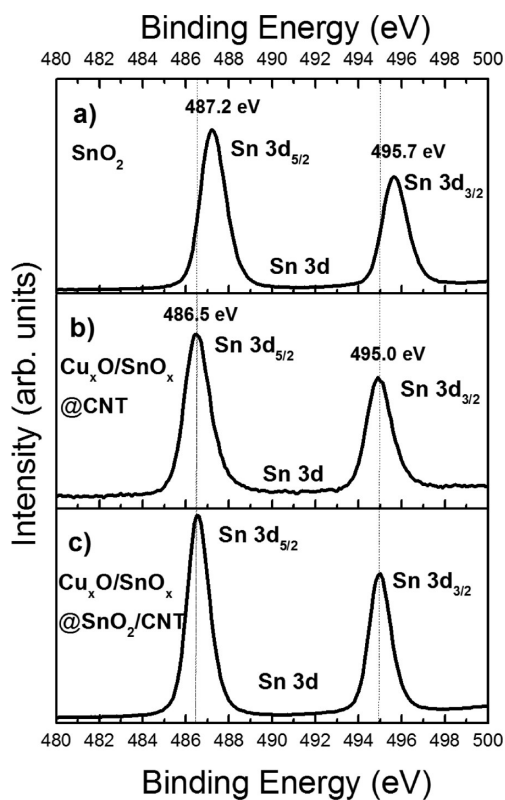 Binding Energy (eV)
480 482 484 486 488 490 492 494 496 498 500
a)
487.2 eV
SnO₂
Sn 3d₅/₂
495.7 eV
Sn 3d₃/₂
Sn 3d
b)
486.5 eV
Sn 3d₅/₂
495.0 eV
CuₓO/SnOₓ
@CNT
Sn 3d₃/₂
Sn 3d
c)
Sn 3d₅/₂
CuₓO/SnOₓ
@SnO₂/CNT
Sn 3d₃/₂
Sn 3d
Intensity (arb. units)
480 482 484 486 488 490 492 494 496 498 500
Binding Energy (eV)